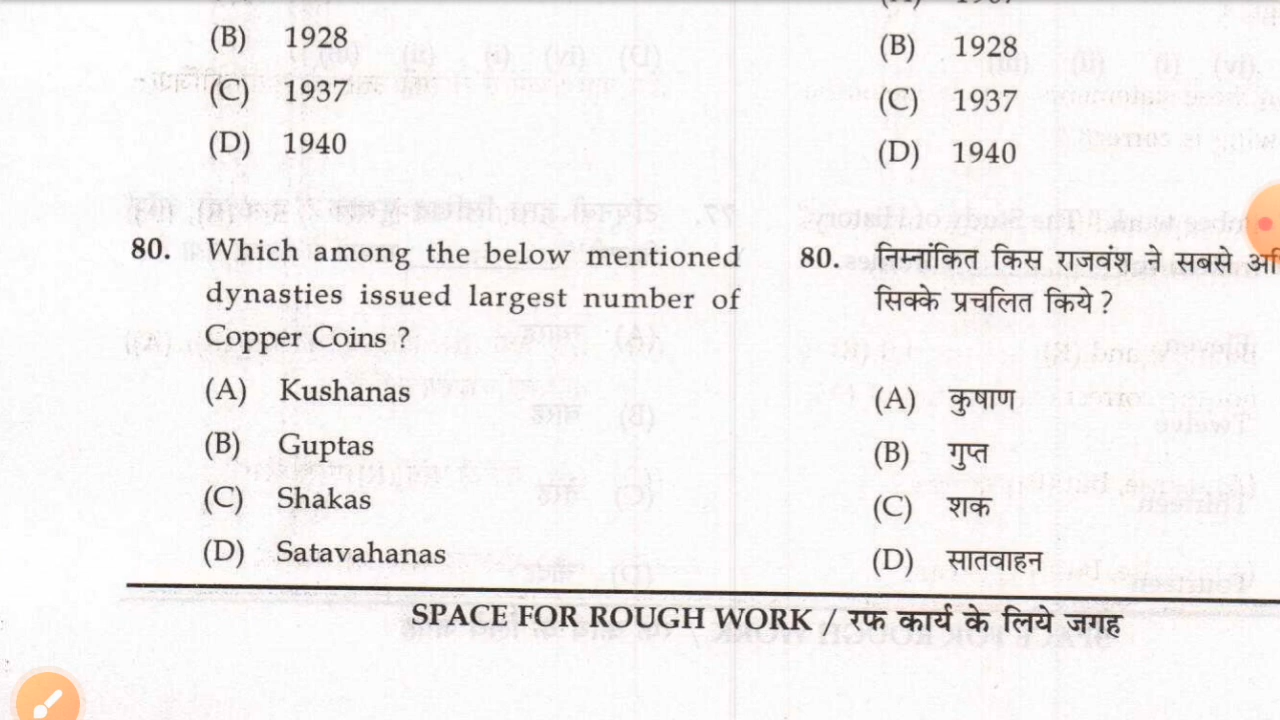 (B) 1928
(C) 1937
(D) 1940
80. Which among the below mentioned
dynasties issued largest number of
Copper Coins ?
(A) Kushanas
(B) Guptas
(C) Shakas
(D) Satavahanas
(B) 1928
(C) 1937
(D) 1940
80. निम्नांकित किस राजवंश ने सबसे
सिक्के प्रचलित किये ?
(A) कुषाण
(B) गुप्त
(C) शक
(D) सातवाहन
SPACE FOR ROUGH WORK / रफ कार्य के लिये जगह